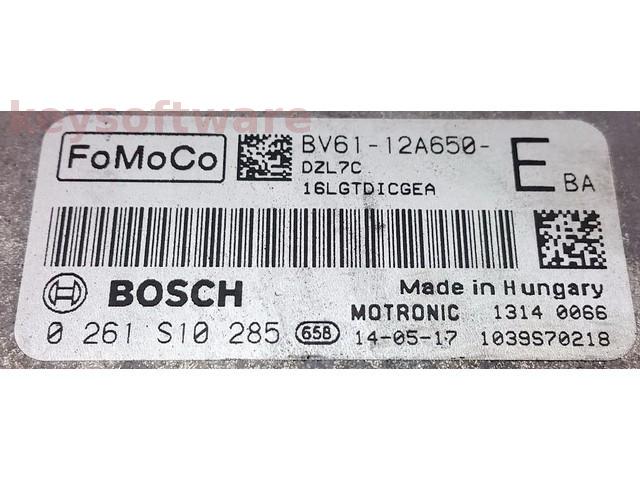 keysoftware
FoMoCo
BV61-12A650- E BA
DZL7C
16LGTDICGEA
BOSCH
Made in Hungary
MOTRONIC 1314 0066
0 261 S10 285 658 14-05-17 1039S70218